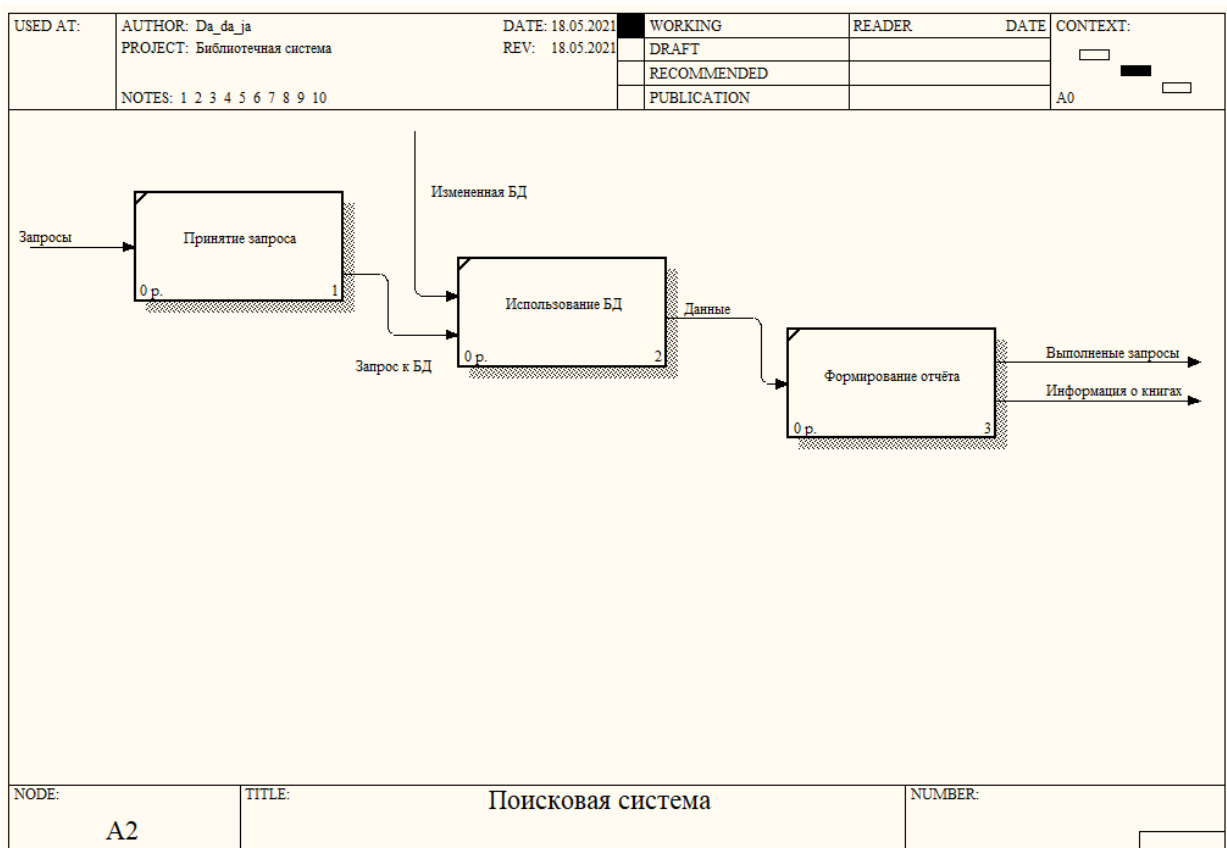 USED AT:
AUTHOR: Da_da_ja
DATE: 18.05.2021
WORKING
READER
DATE
CONTEXT:
PROJECT: Библиотечная система
REV: 18.05.2021
DRAFT
RECOMMENDED
NOTES: 1 2 3 4 5 6 7 8 9 10
PUBLICATION
A0
Измененная БД
Запросы
Принятие запроса
0 р.
1
Использование БД
Данные
0 р.
2
Запрос к БД
Выполненые запросы
Формирование отчёта
Информация о книгах
0 р.
3
NODE:
TITLE:
Поисковая система
NUMBER:
A2